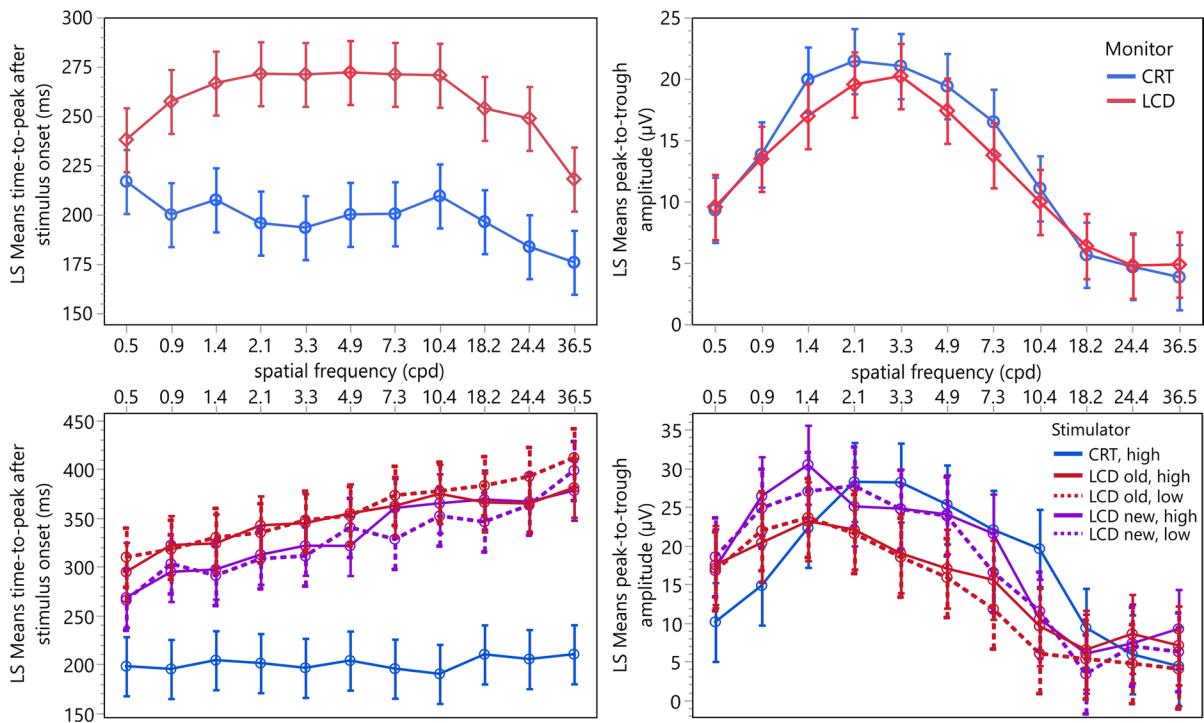 LS Means time-to-peak after
stimulus onset (ms)
300
275
250
225
200
175
150
0.5 0.9 1.4 2.1 3.3 4.9 7.3 10.4 18.2 24.4 36.5
spatial frequency (cpd)
LS Means peak-to-trough
amplitude (µV)
25
20
15
10
5
0
Monitor
CRT
LCD
0.5 0.9 1.4 2.1 3.3 4.9 7.3 10.4 18.2 24.4 36.5
spatial frequency (cpd)
0.5 0.9 1.4 2.1 3.3 4.9 7.3 10.4 18.2 24.4 36.5
LS Means time-to-peak after
stimulus onset (ms)
450
400
350
300
250
200
150
0.5 0.9 1.4 2.1 3.3 4.9 7.3 10.4 18.2 24.4 36.5
LS Means peak-to-trough
amplitude (µV)
35
30
25
20
15
10
5
0
Stimulator
CRT, high
LCD old, high
LCD old, low
LCD new, high
LCD new, low